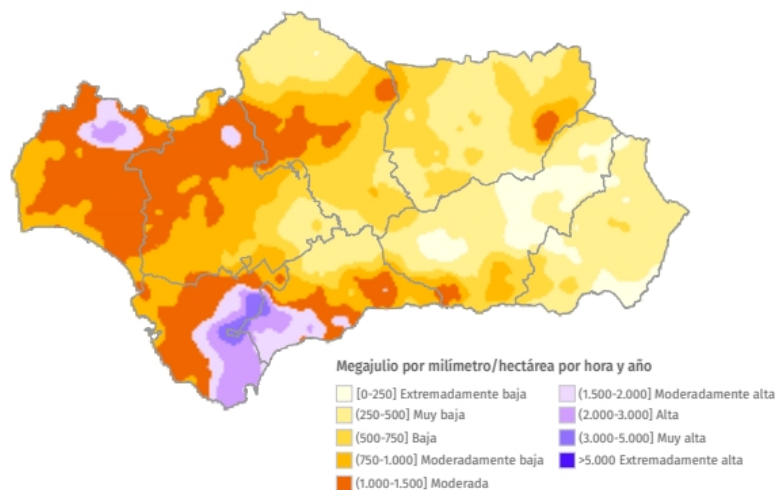 Megajulio por milímetro/hectárea por hora y año
[0-250] Extremadamente baja
(250-500] Muy baja
(500-750] Baja
(750-1.000] Moderadamente baja
(1.000-1.500] Moderada
(1.500-2.000] Moderadamente alta
(2.000-3.000] Alta
(3.000-5.000] Muy alta
>5.000 Extremadamente alta